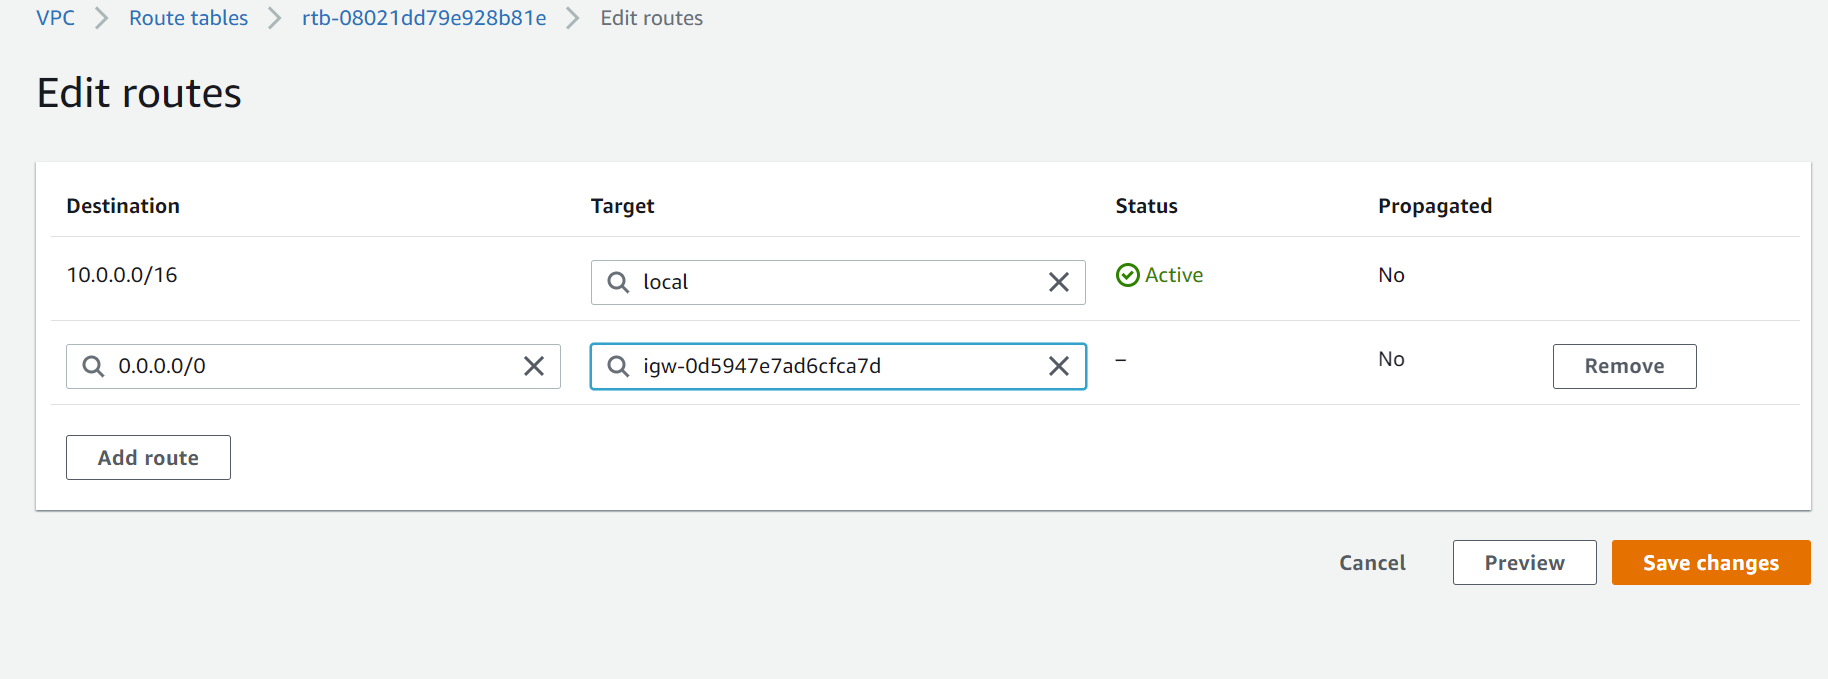 VPC > Route tables > rtb-08021dd79e928b81e > Edit routes
Edit routes
Destination Target Status Propagated
10.0.0.0/16 local Active No
0.0.0.0/0 igw-0d5947e7ad6cfca7d – No Remove
Add route
Cancel Preview Save changes